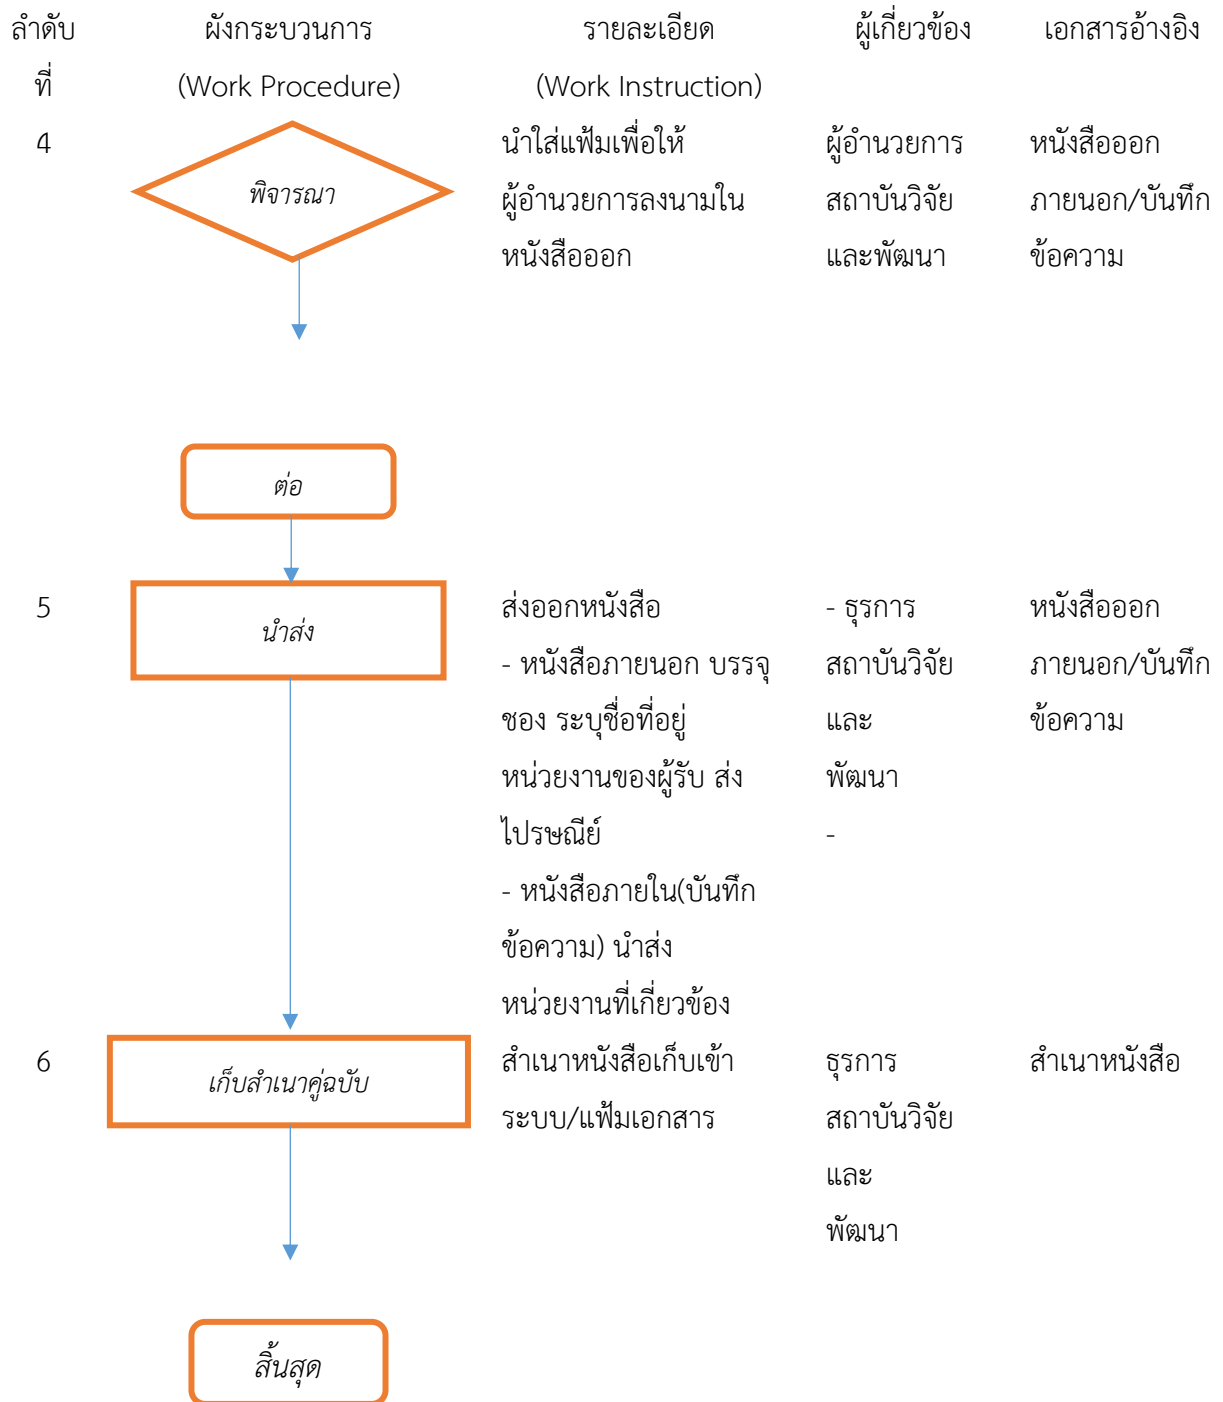 ลำดับ ผังกระบวนการ รายละเอียด ผู้เกี่ยวข้อง เอกสารอ้างอิง
ที่ (Work Procedure) (Work Instruction)
4 พิจารณา นำใส่แฟ้มเพื่อให้ ผู้อำนวยการ หนังสือออก
ผู้อำนวยการลงนามใน สถาบันวิจัย ภายนอก/บันทึก
หนังสือออก และพัฒนา ข้อความ
ต่อ
5 นำส่ง ส่งออกหนังสือ - ธุรการ หนังสือออก
- หนังสือภายนอก บรรจุ สถาบันวิจัย ภายนอก/บันทึก
ซอง ระบุชื่อที่อยู่ และ ข้อความ
หน่วยงานของผู้รับ ส่ง พัฒนา
ไปรษณีย์ -
- หนังสือภายใน(บันทึก
ข้อความ) นำส่ง
หน่วยงานที่เกี่ยวข้อง
6 เก็บสำเนาคู่ฉบับ สำเนาหนังสือเก็บเข้า ธุรการ สำเนาหนังสือ
ระบบ/แฟ้มเอกสาร สถาบันวิจัย
และ
พัฒนา
สิ้นสุด